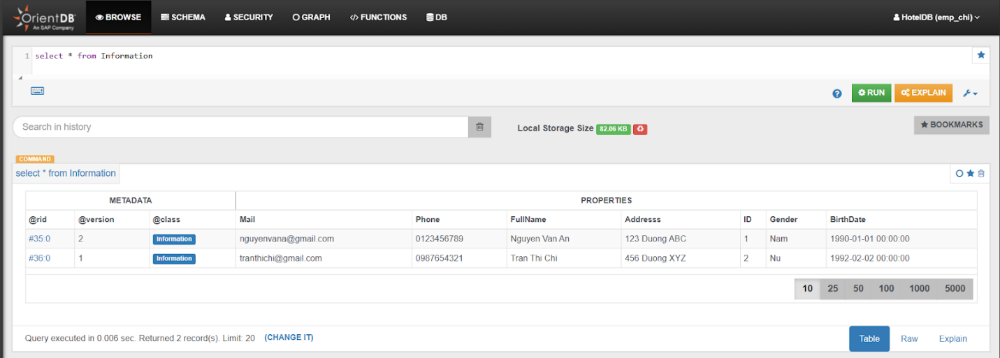 OrientDB® BROWSE SCHEMA SECURITY GRAPH FUNCTIONS DB HotelDB (emp_chi)
An SAP Company
1 select * from Information
RUN EXPLAIN
Search in history Local Storage Size 82.06 KB BOOKMARKS
COMMAND
select * from Information
METADATA PROPERTIES
@rid @version @class Mail Phone FullName Addresss ID Gender BirthDate
#35:0 2 Information nguyenvana@gmail.com 0123456789 Nguyen Van An 123 Duong ABC 1 Nam 1990-01-01 00:00:00
#36:0 1 Information tranthichi@gmail.com 0987654321 Tran Thi Chi 456 Duong XYZ 2 Nu 1992-02-02 00:00:00
10 25 50 100 1000 5000
Query executed in 0.006 sec. Returned 2 record(s). Limit: 20 (CHANGE IT) Table Raw Explain